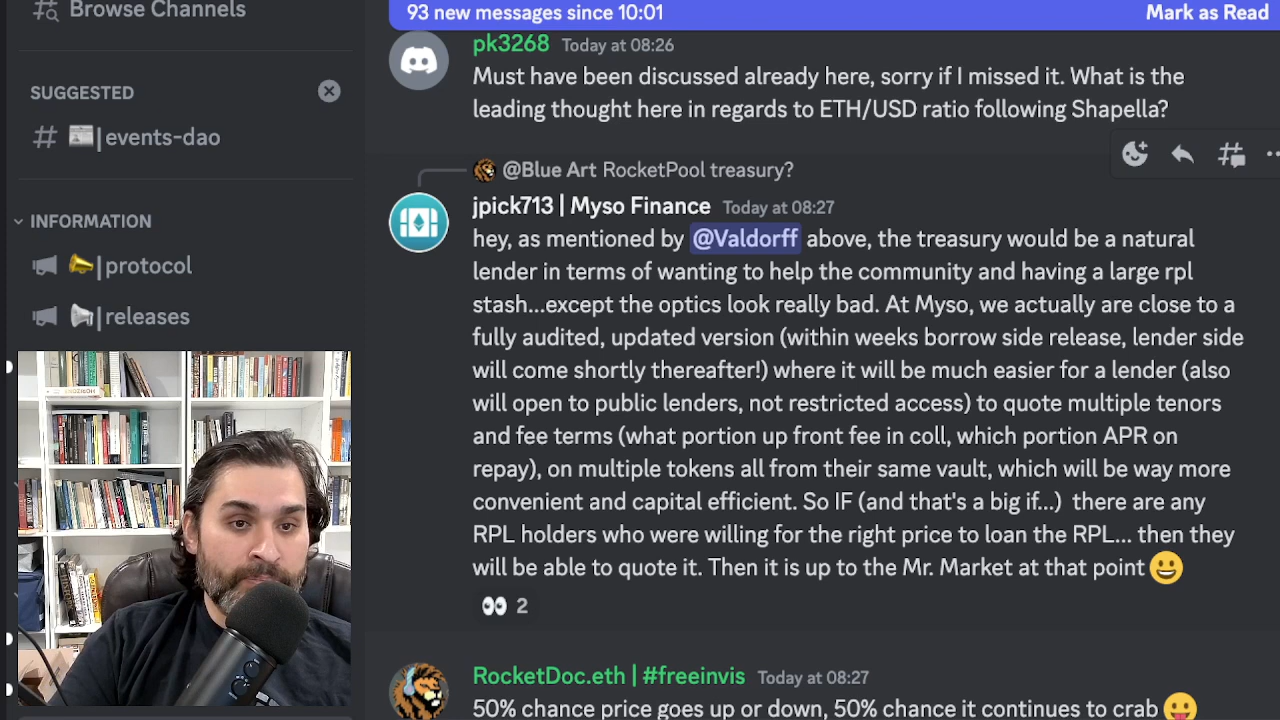 Browse Channels
93 new messages since 10:01
Mark as Read
SUGGESTED
events-dao
INFORMATION
protocol
releases
pk3268 Today at 08:26
Must have been discussed already here, sorry if I missed it. What is the
leading thought here in regards to ETH/USD ratio following Shapella?
@Blue Art RocketPool treasury?
jpick713 | Myso Finance Today at 08:27
hey, as mentioned by @Valdorff above, the treasury would be a natural
lender in terms of wanting to help the community and having a large rpl
stash...except the optics look really bad. At Myso, we actually are close to a
fully audited, updated version (within weeks borrow side release, lender side
will come shortly thereafter!) where it will be much easier for a lender (also
will open to public lenders, not restricted access) to quote multiple tenors
and fee terms (what portion up front fee in coll, which portion APR on
repay), on multiple tokens all from their same vault, which will be way more
convenient and capital efficient. So IF (and that's a big if...) there are any
RPL holders who were willing for the right price to loan the RPL... then they
will be able to quote it. Then it is up to the Mr. Market at that point 😀
👀 2
RocketDoc.eth | #freeinvis Today at 08:27
50% chance price goes up or down, 50% chance it continues to crab 😛